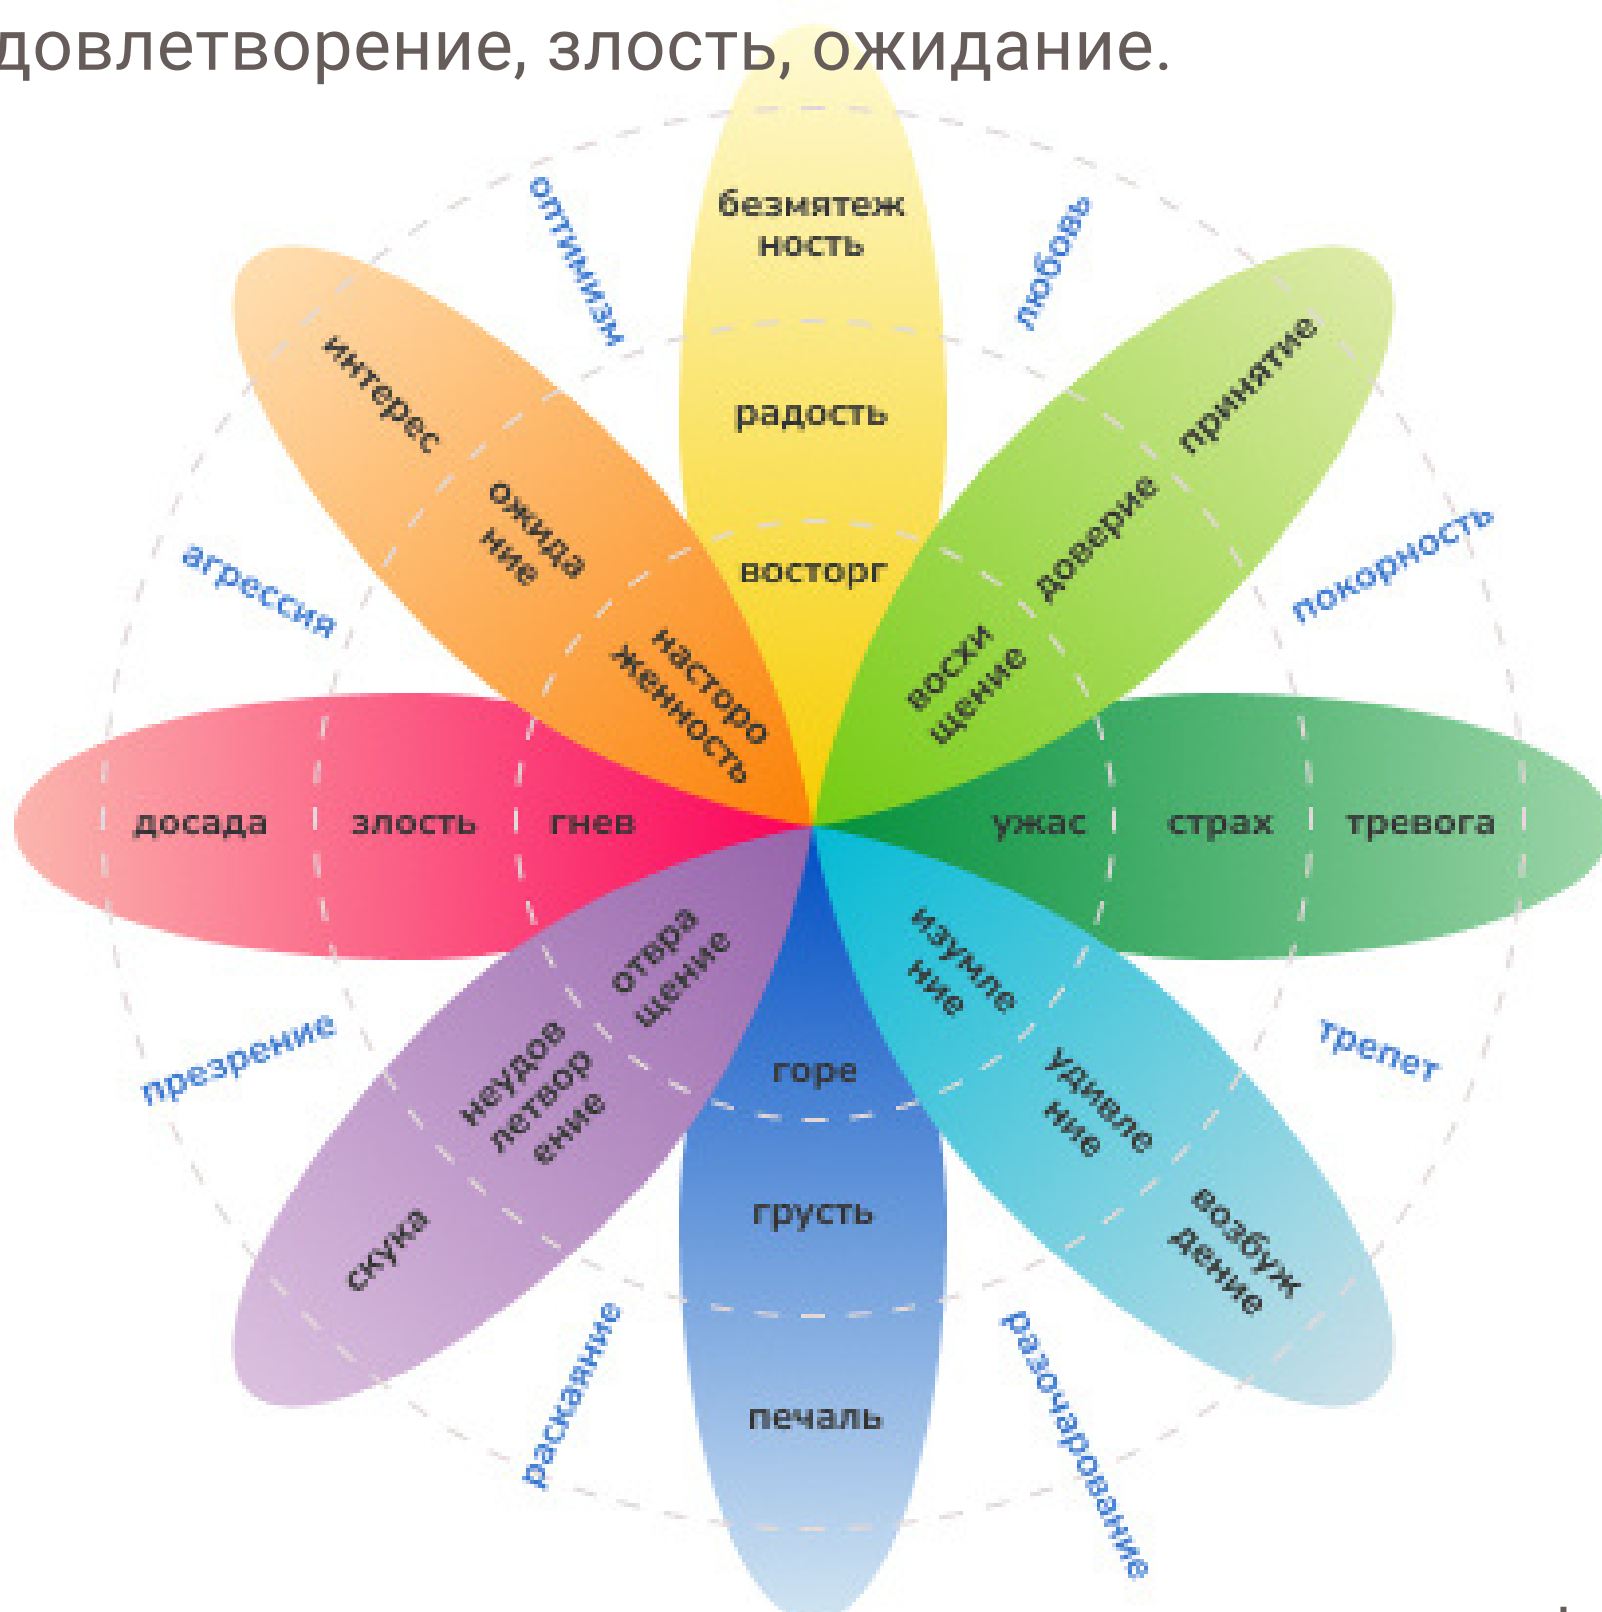 довлетворение, злость, ожидание.
безмятеж
ность
радость
восторг
оптимизм
любовь
интерес
ожида
ние
насторо
женность
принятие
доверие
восхи
щение
агрессия
покорность
досада
злость
гнев
ужас
страх
тревога
презрение
трепет
отвра
щение
неудов
летвор
ение
скука
изумле
ние
удивле
ние
возбуж
дение
горе
грусть
печаль
раскаяние
разочарование